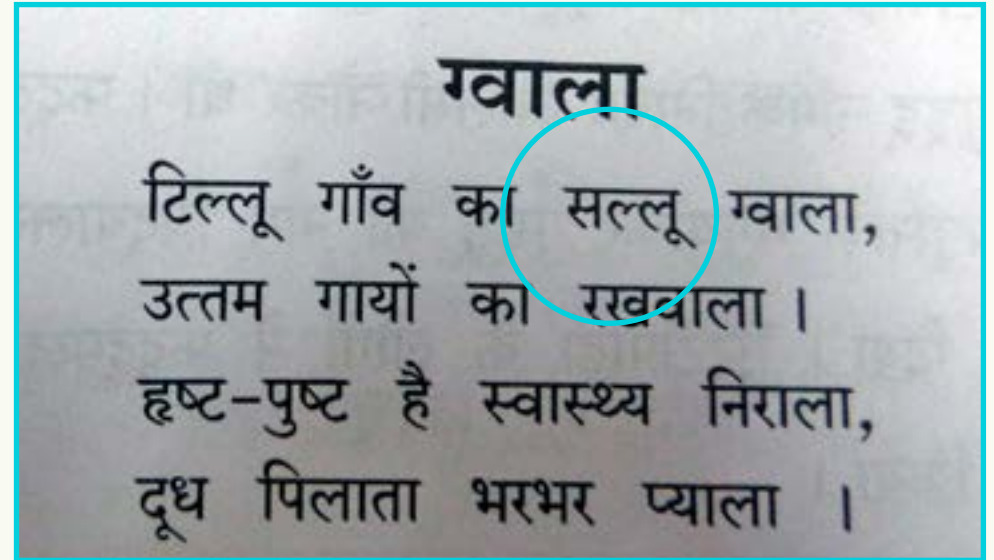 ग्वाला
टिल्लू गाँव का सल्लू ग्वाला,
उत्तम गायों का रखवाला ।
हृष्ट-पुष्ट है स्वास्थ्य निराला,
दूध पिलाता भरभर प्याला ।